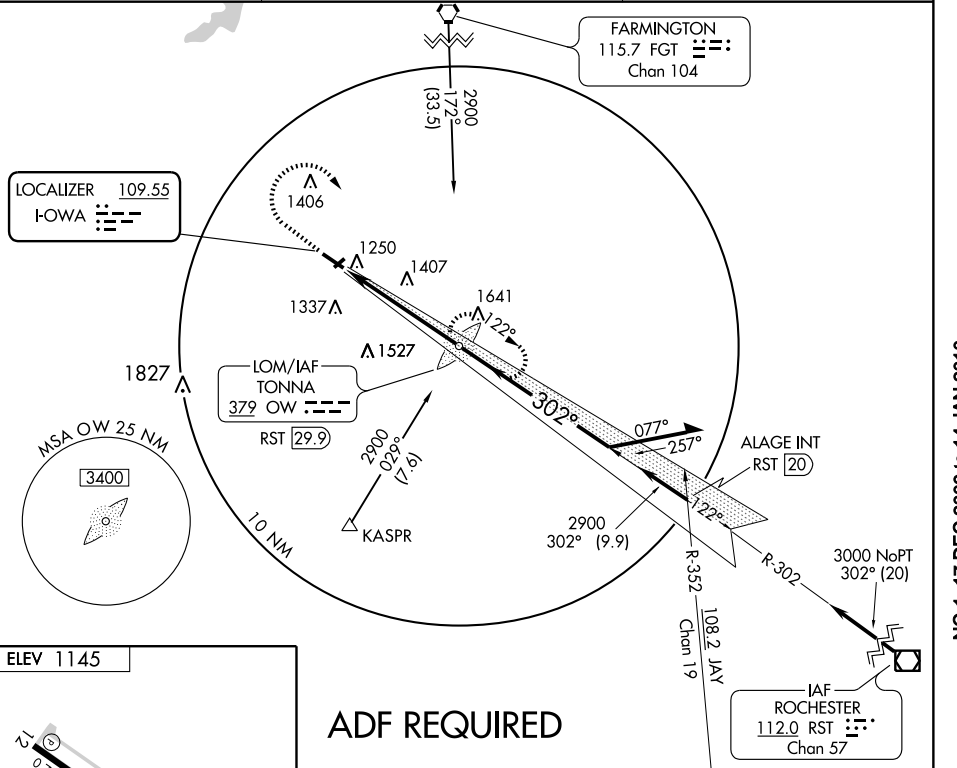 FARMINGTON
115.7 FGT
Chan 104
2900
172°
(33.5)
LOCALIZER 109.55
I-OWA
1406
1250
1407
1337
1641
122°
1527
1827
LOM/IAF
TONNA
379 OW
RST 29.9
302°
077°
257°
ALAGE INT
RST 20
MSA OW 25 NM
3400
2900
029°
(7.6)
KASPR
10 NM
2900
302° (9.9)
122°
R-302
3000 NoPT
302° (20)
R-352
108.2 JAY
Chan 19
IAF
ROCHESTER
112.0 RST
Chan 57
ELEV 1145
ADF REQUIRED
12
P